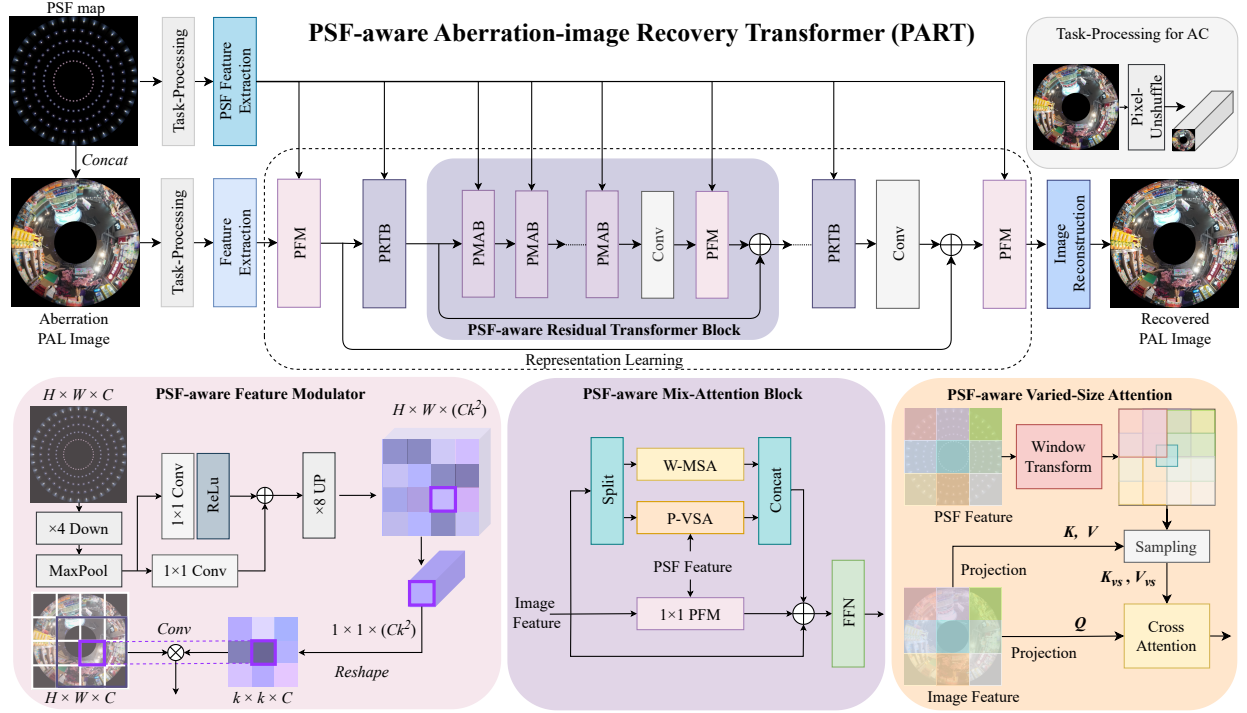 PSF map
PSF-aware Aberration-image Recovery Transformer (PART)
Task-Processing for AC
Pixel-
Unshuffle
Task-Processing
PSF Feature
Extraction
Concat
Task-Processing
Feature
Extraction
PFM
PRTB
PMAB
PMAB
PMAB
Conv
PFM
PRTB
Conv
PFM
Image
Reconstruction
PSF-aware Residual Transformer Block
Representation Learning
Aberration
PAL Image
Recovered
PAL Image
PSF-aware Feature Modulator
H × W × C
H × W × (Ck²)
1×1 Conv
ReLu
×8 UP
×4 Down
MaxPool
1×1 Conv
Conv
1 × 1 × (Ck²)
Reshape
H × W × C
k × k × C
PSF-aware Mix-Attention Block
Split
W-MSA
P-VSA
Concat
PSF Feature
Image
Feature
1×1 PFM
FFN
PSF-aware Varied-Size Attention
Window
Transform
PSF Feature
K, V
Sampling
Projection
K_vs , V_vs
Q
Projection
Cross
Attention
Image Feature